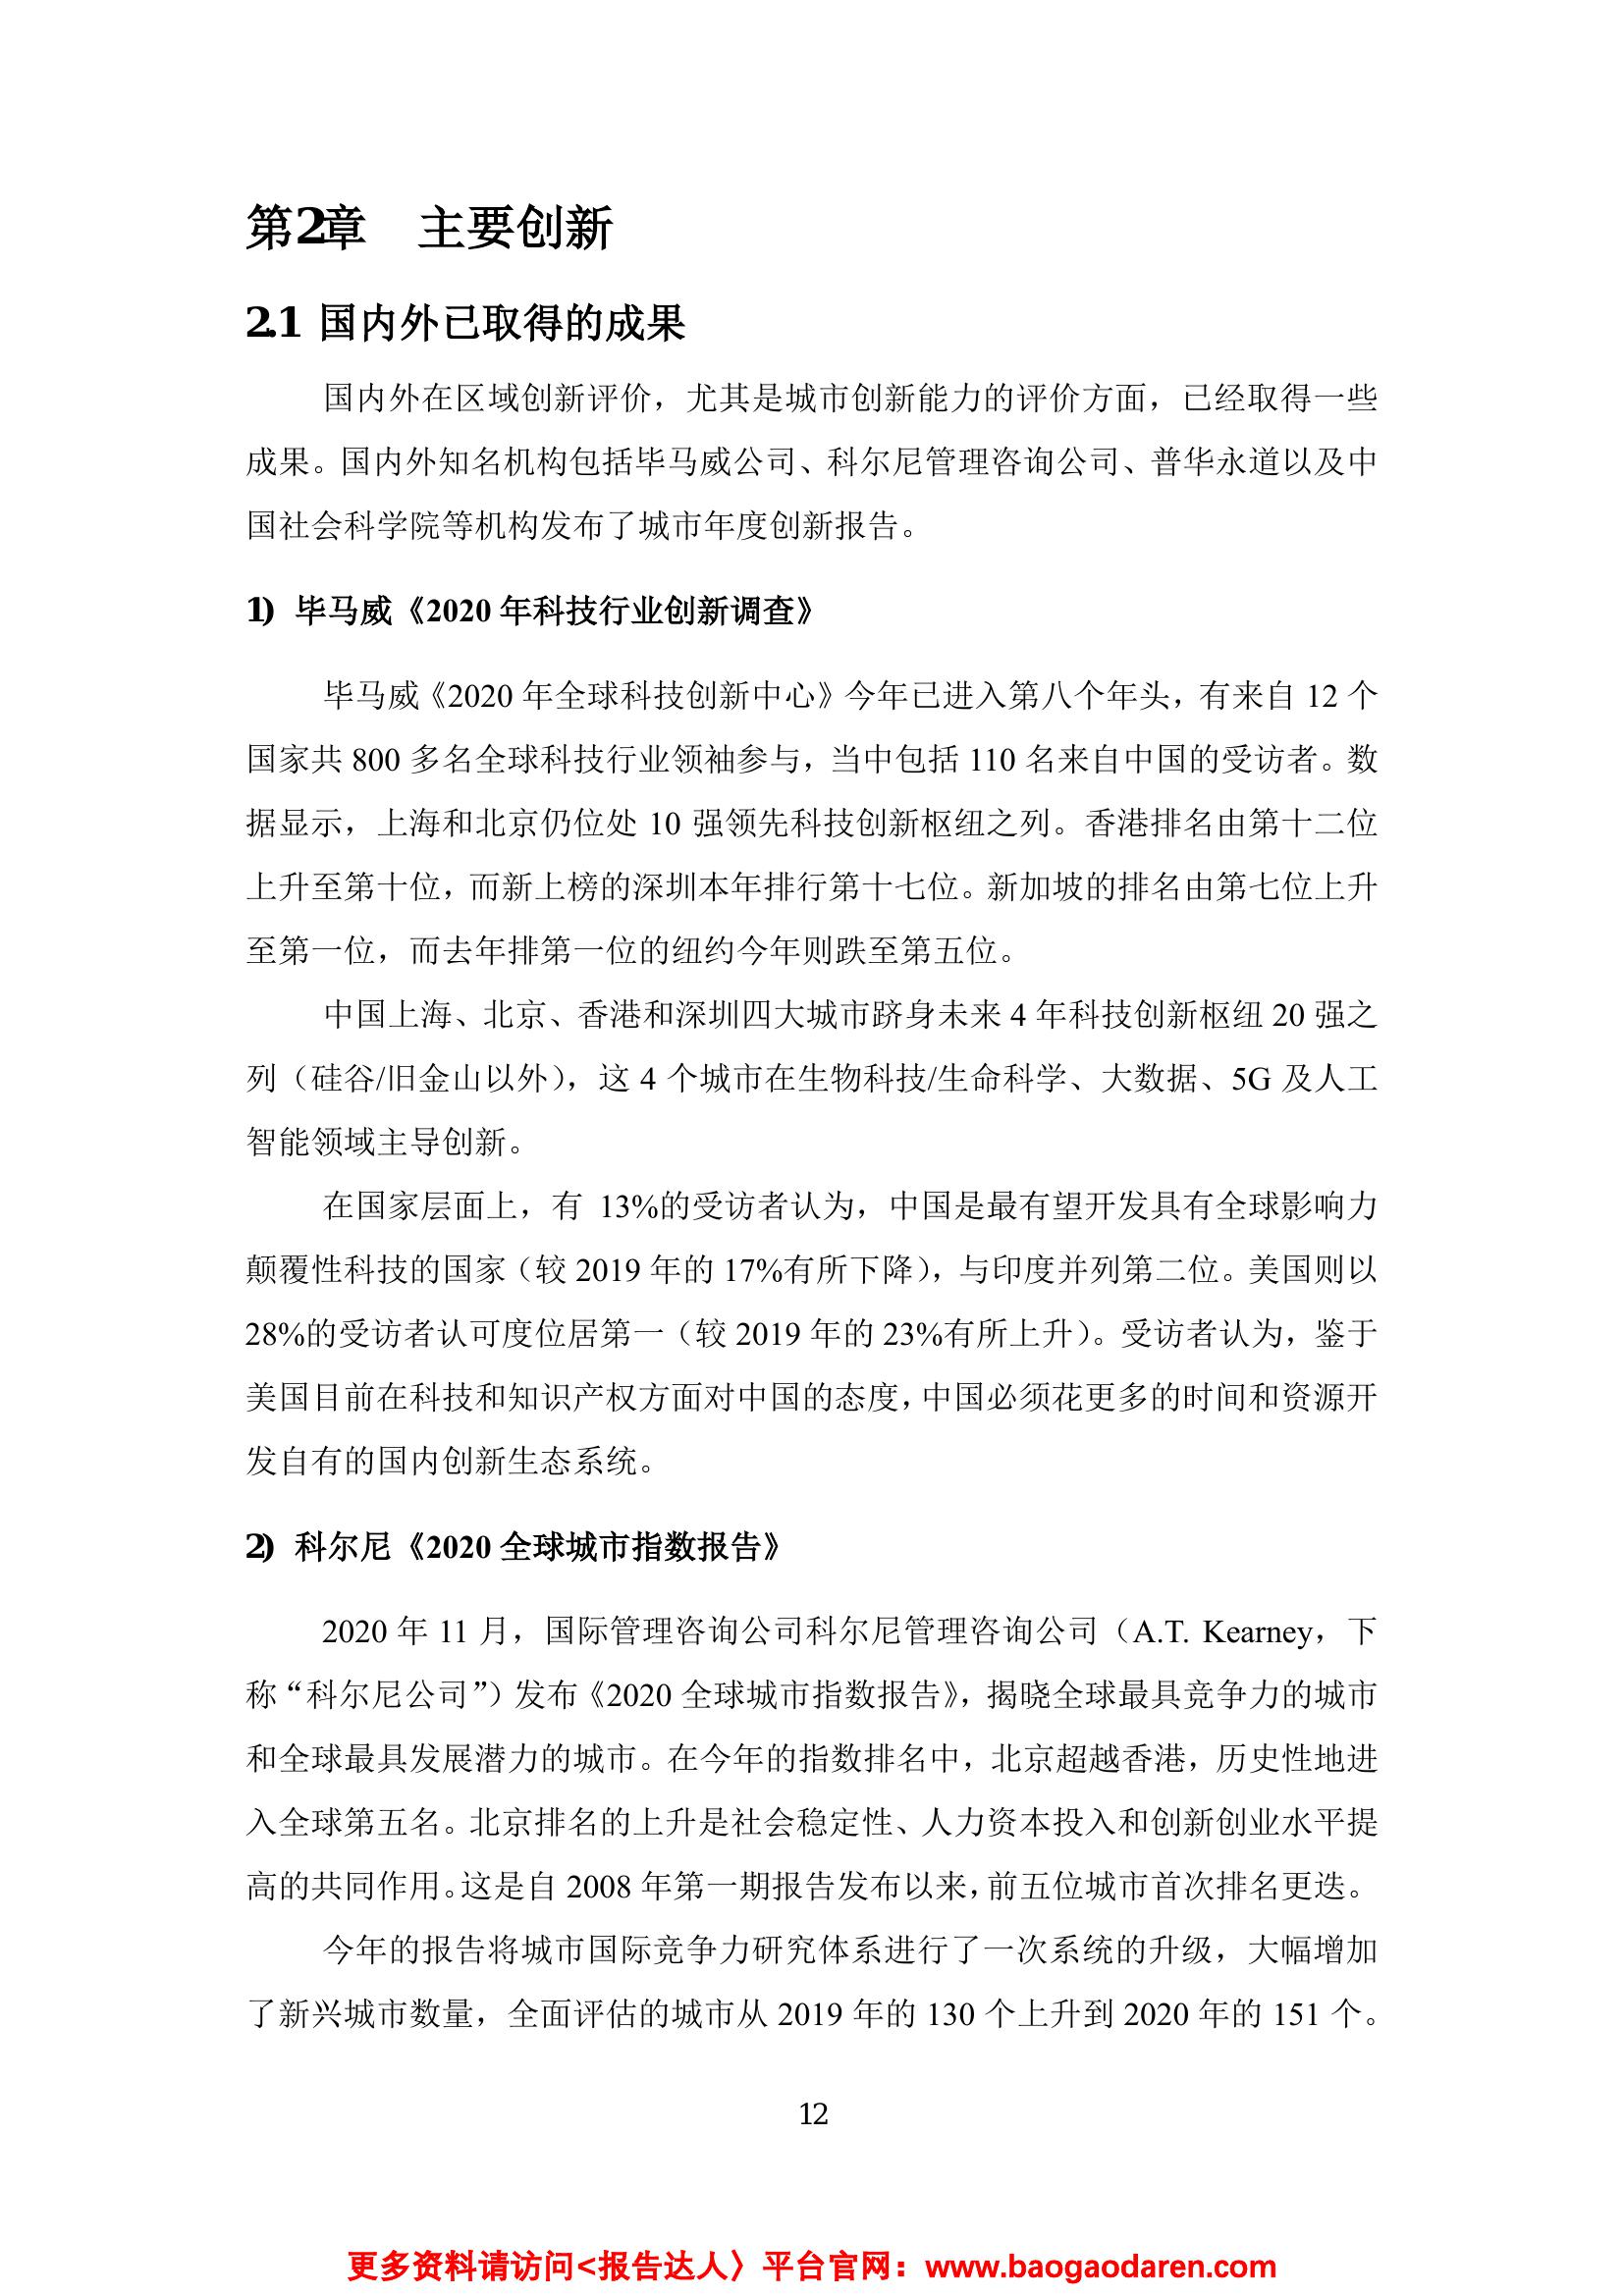 第2章　主要创新
2.1 国内外已取得的成果
国内外在区域创新评价，尤其是城市创新能力的评价方面，已经取得一些
成果。国内外知名机构包括毕马威公司、科尔尼管理咨询公司、普华永道以及中
国社会科学院等机构发布了城市年度创新报告。
1) 毕马威《2020 年科技行业创新调查》
毕马威《2020 年全球科技创新中心》今年已进入第八个年头，有来自 12 个
国家共 800 多名全球科技行业领袖参与，当中包括 110 名来自中国的受访者。数
据显示，上海和北京仍位处 10 强领先科技创新枢纽之列。香港排名由第十二位
上升至第十位，而新上榜的深圳本年排行第十七位。新加坡的排名由第七位上升
至第一位，而去年排第一位的纽约今年则跌至第五位。
中国上海、北京、香港和深圳四大城市跻身未来 4 年科技创新枢纽 20 强之
列（硅谷/旧金山以外），这 4 个城市在生物科技/生命科学、大数据、5G 及人工
智能领域主导创新。
在国家层面上，有 13%的受访者认为，中国是最有望开发具有全球影响力
颠覆性科技的国家（较 2019 年的 17%有所下降），与印度并列第二位。美国则以
28%的受访者认可度位居第一（较 2019 年的 23%有所上升）。受访者认为，鉴于
美国目前在科技和知识产权方面对中国的态度，中国必须花更多的时间和资源开
发自有的国内创新生态系统。
2) 科尔尼《2020 全球城市指数报告》
2020 年 11 月，国际管理咨询公司科尔尼管理咨询公司（A.T. Kearney，下
称“科尔尼公司”）发布《2020 全球城市指数报告》，揭晓全球最具竞争力的城市
和全球最具发展潜力的城市。在今年的指数排名中，北京超越香港，历史性地进
入全球第五名。北京排名的上升是社会稳定性、人力资本投入和创新创业水平提
高的共同作用。这是自 2008 年第一期报告发布以来，前五位城市首次排名更迭。
今年的报告将城市国际竞争力研究体系进行了一次系统的升级，大幅增加
了新兴城市数量，全面评估的城市从 2019 年的 130 个上升到 2020 年的 151 个。
12
更多资料请访问<报告达人〉平台官网：www.baogaodaren.com